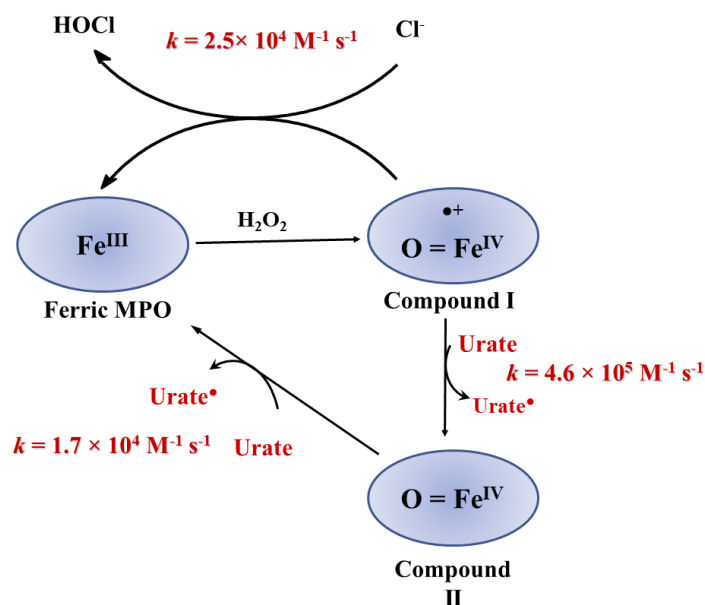 HOCl
k = 2.5× 10⁴ M⁻¹ s⁻¹
Cl⁻
Feᴵᴵᴵ
Ferric MPO
H₂O₂
•+
O = Feᴵⱽ
Compound I
Urate
k = 4.6 × 10⁵ M⁻¹ s⁻¹
Urate•
Urate•
k = 1.7 × 10⁴ M⁻¹ s⁻¹
Urate
O = Feᴵⱽ
Compound
II